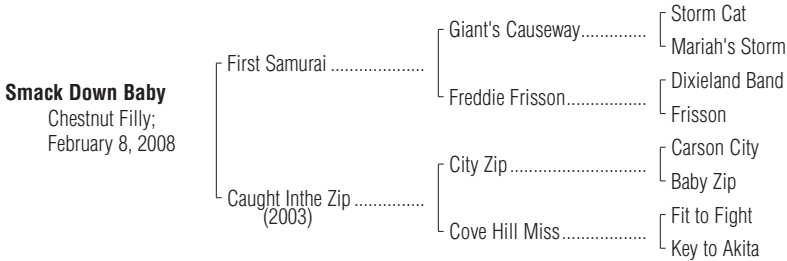 Storm Cat
Giant's Causeway...............
Mariah's Storm
First Samurai .....................
Dixieland Band
Smack Down Baby
Freddie Frisson..................
Chestnut Filly;
Frisson
February 8, 2008
Carson City
City Zip .............................
Caught Inthe Zip ...............
Baby Zip
(2003)
Fit to Fight
Cove Hill Miss...................
Key to Akita